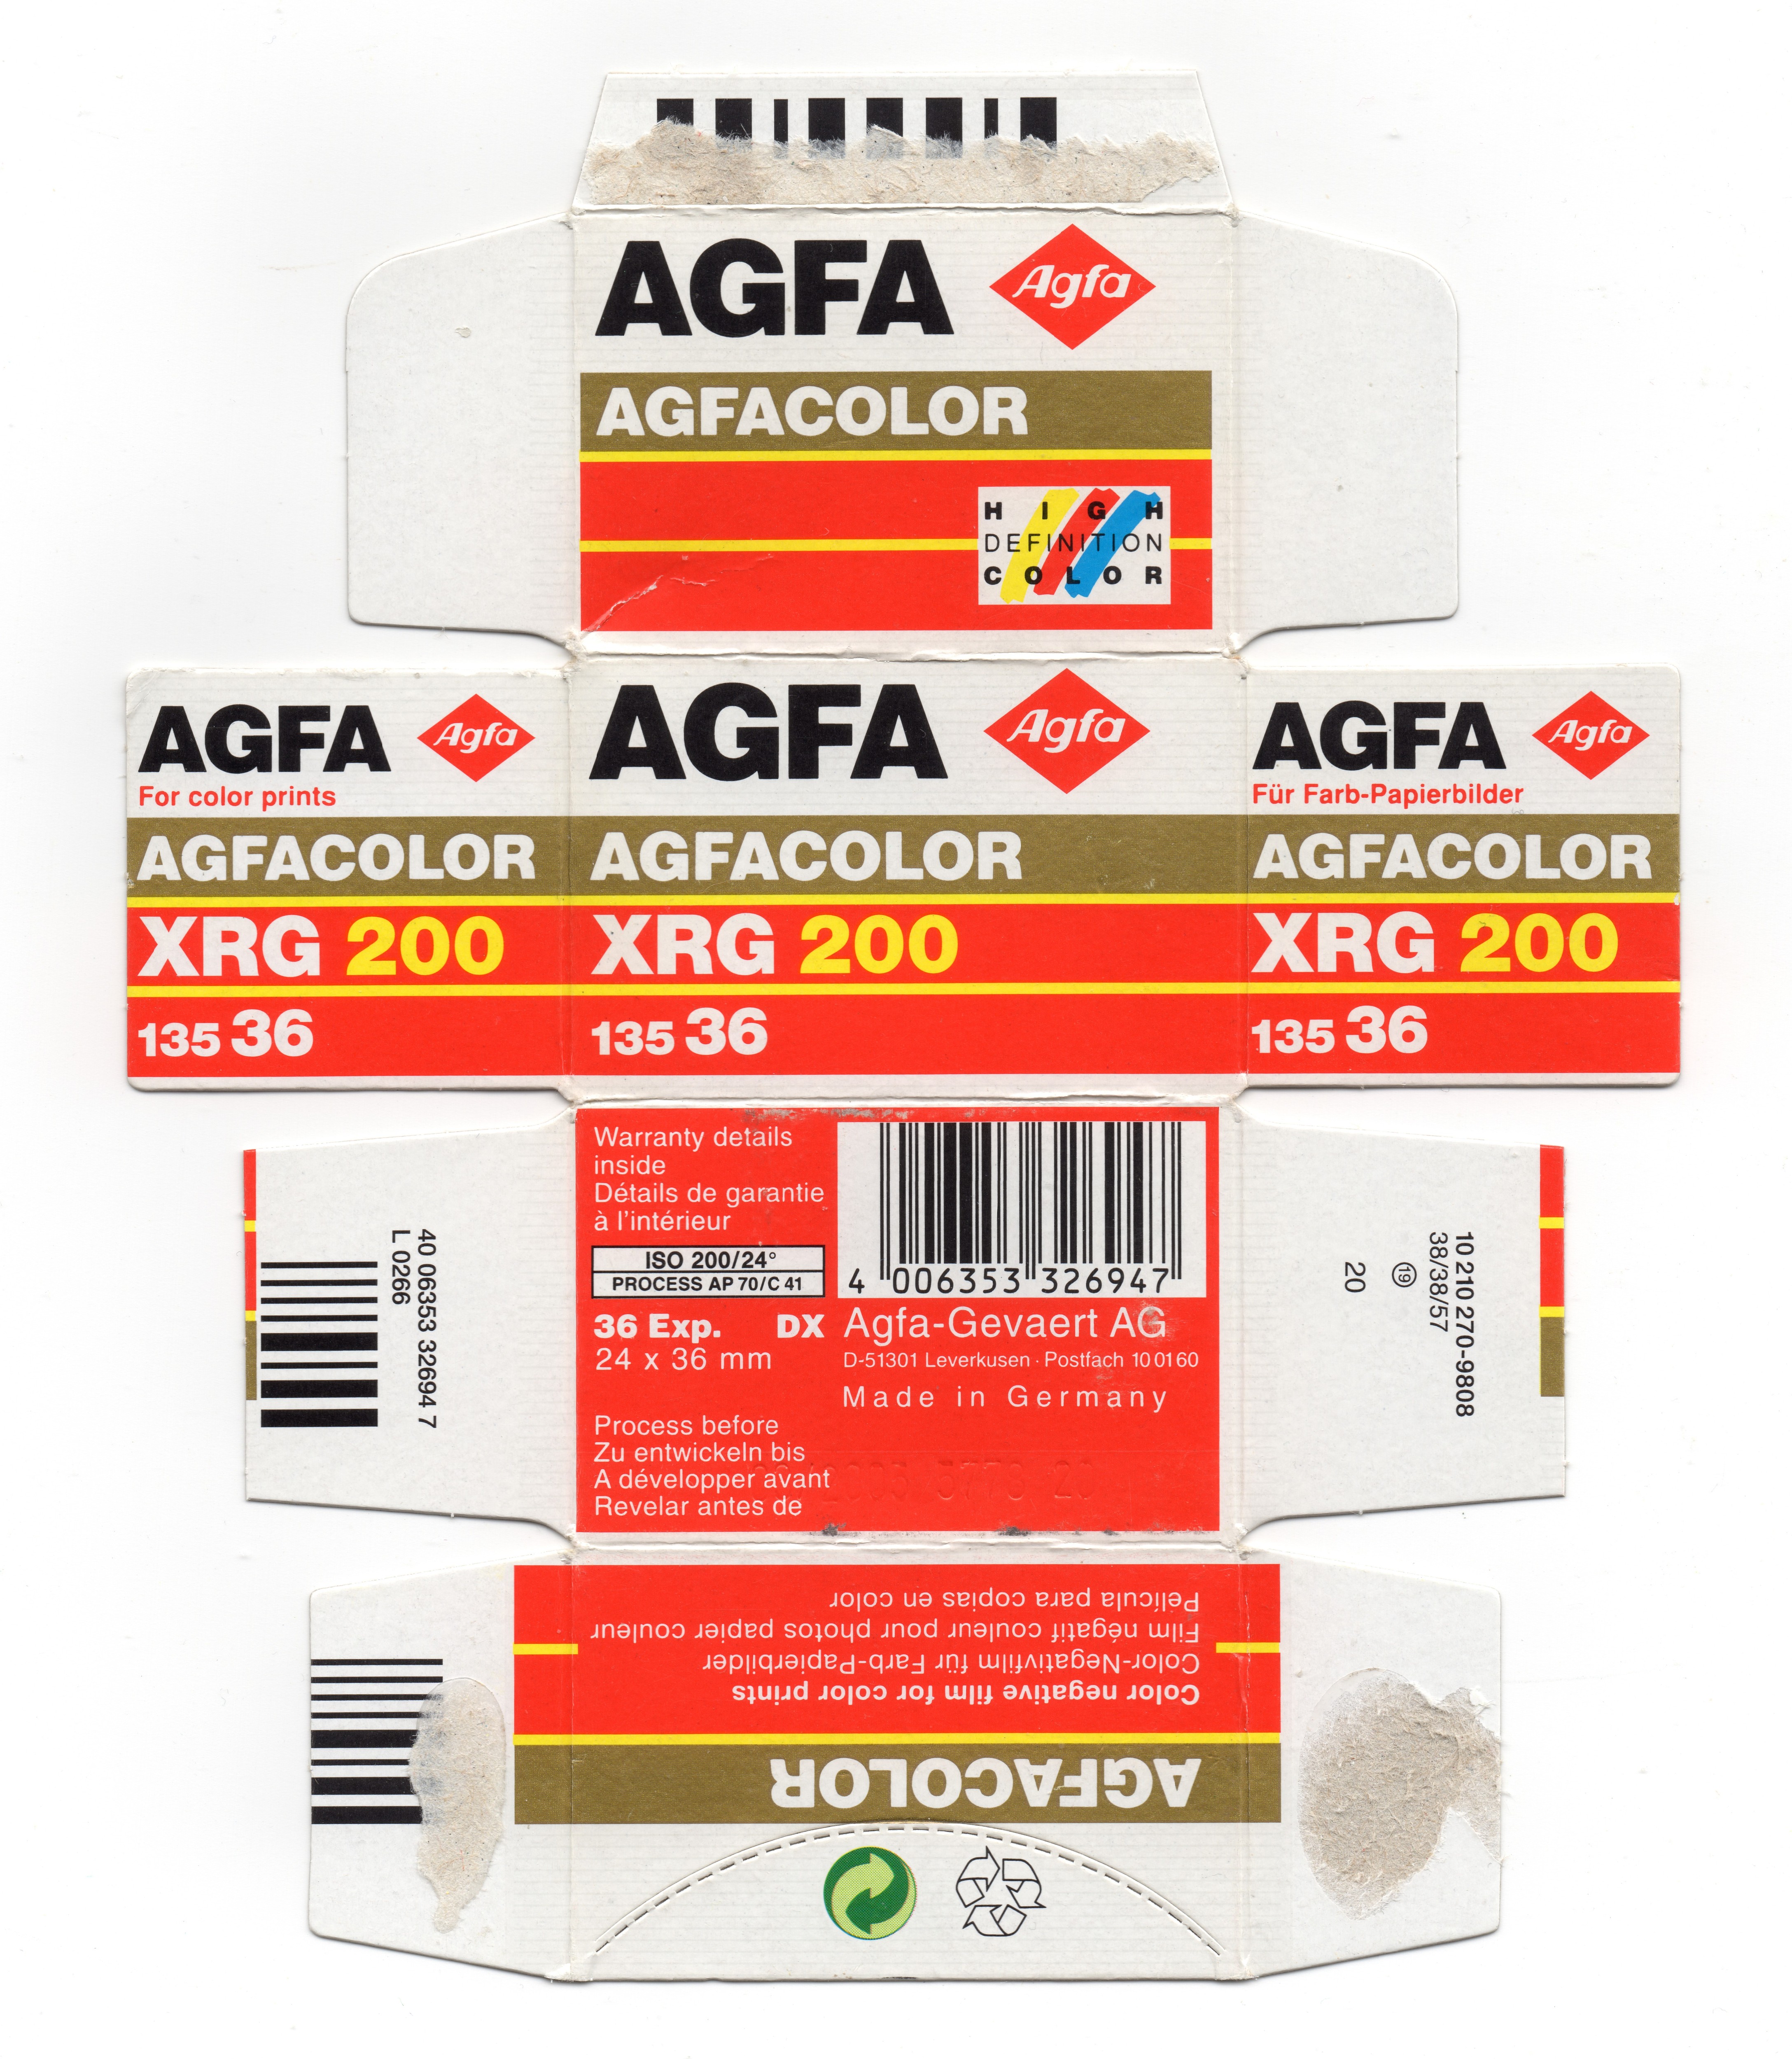 AGFA Agfa
AGFACOLOR
HIGH
DEFINITION
COLOR
AGFA Agfa
For color prints
AGFACOLOR
XRG 200
135 36
AGFA Agfa
AGFACOLOR
XRG 200
135 36
AGFA Agfa
Für Farb-Papierbilder
AGFACOLOR
XRG 200
135 36
40 06353 32694 7
L 0266
Warranty details
inside
Détails de garantie
à l'intérieur
ISO 200/24°
PROCESS AP 70/C 41
36 Exp. DX
24 x 36 mm
Process before
Zu entwickeln bis
A développer avant
Revelar antes de
4 006353 326947
Agfa-Gevaert AG
D-51301 Leverkusen · Postfach 10 01 60
Made in Germany
10 210 270-9808
38/38/57
19
20
AGFACOLOR
Color negative film for color prints
Color-Negativfilm für Farb-Papierbilder
Film négatif couleur pour photos papier couleur
Película para copias en color